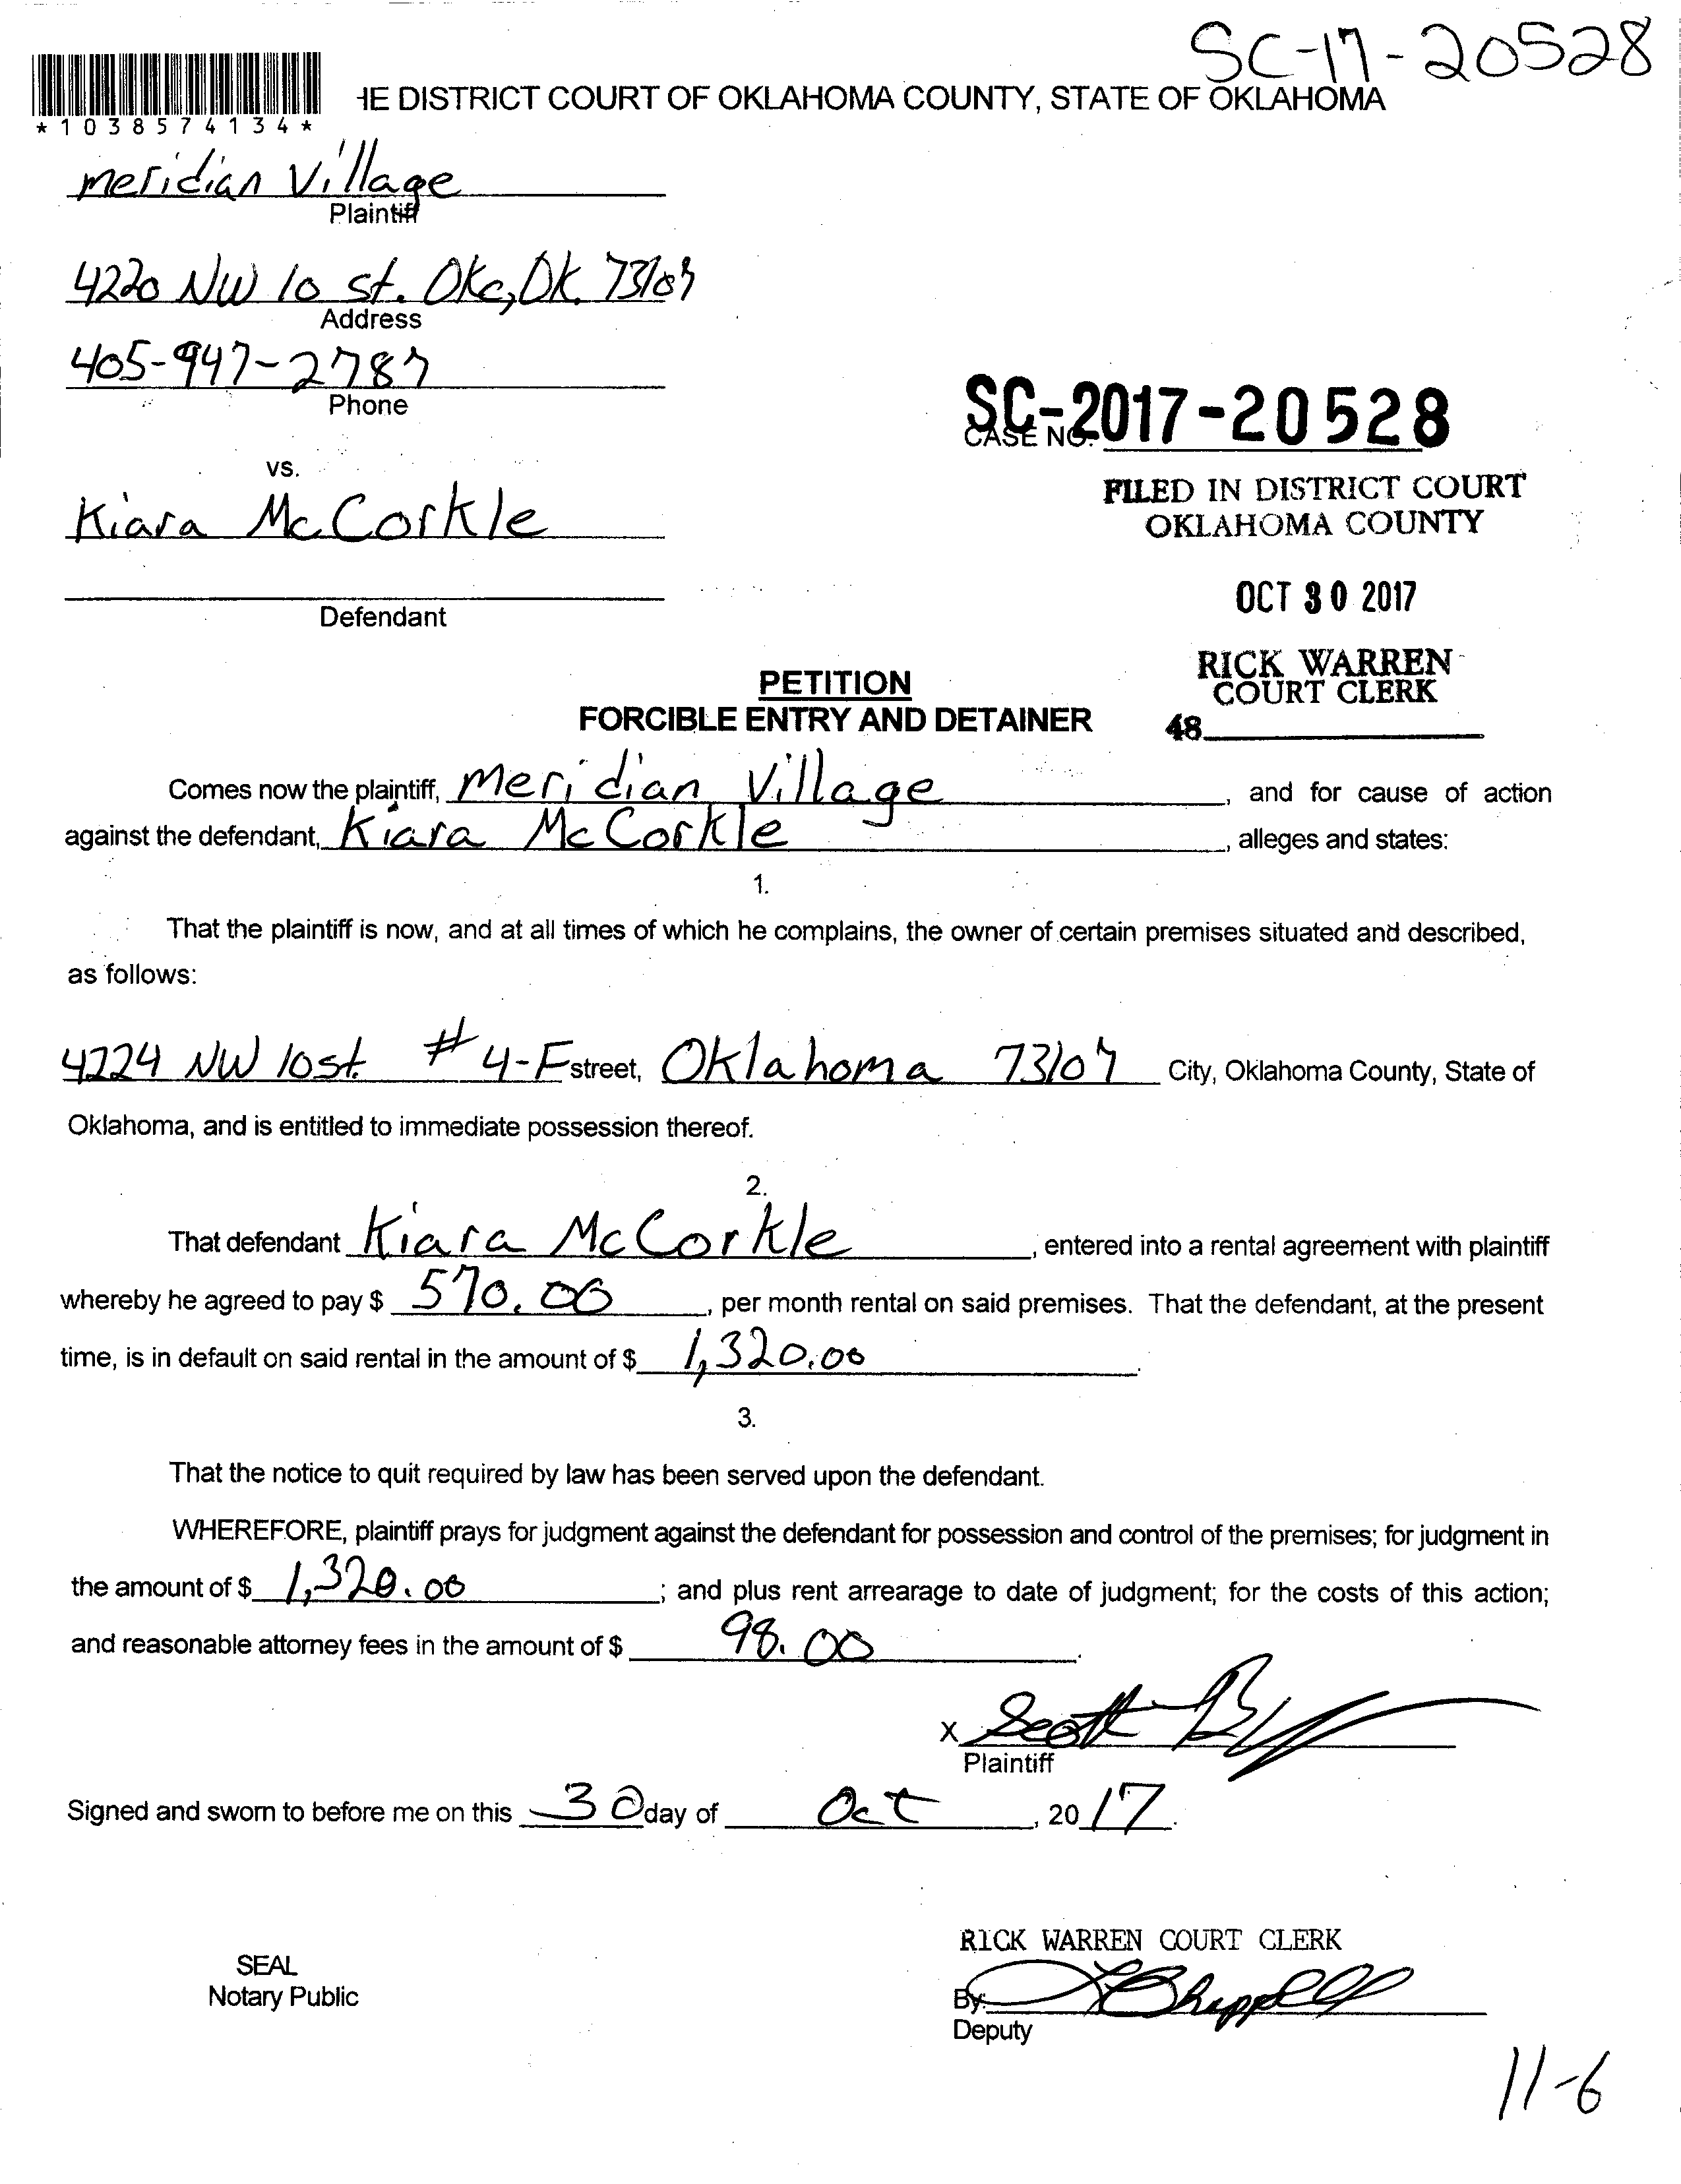 SC-17-20528
*1038574134*
HE DISTRICT COURT OF OKLAHOMA COUNTY, STATE OF OKLAHOMA
Meridian Village
Plaintiff
4220 NW 10 st. Okc, OK. 73107
Address
405-947-2787
Phone
SC-2017-20528
CASE NO.
vs.
FILED IN DISTRICT COURT
OKLAHOMA COUNTY
Kiara McCorkle
OCT 30 2017
Defendant
RICK WARREN
COURT CLERK
48
PETITION
FORCIBLE ENTRY AND DETAINER
Comes now the plaintiff, Meridian Village, and for cause of action
against the defendant, Kiara McCorkle, alleges and states:
1.
That the plaintiff is now, and at all times of which he complains, the owner of certain premises situated and described,
as follows:
4224 NW 10 st. # 4-F street, Oklahoma 73107 City, Oklahoma County, State of
Oklahoma, and is entitled to immediate possession thereof.
2.
That defendant Kiara McCorkle, entered into a rental agreement with plaintiff
whereby he agreed to pay $ 570.00, per month rental on said premises. That the defendant, at the present
time, is in default on said rental in the amount of $ 1,320.00.
3.
That the notice to quit required by law has been served upon the defendant.
WHEREFORE, plaintiff prays for judgment against the defendant for possession and control of the premises; for judgment in
the amount of $ 1,320.00; and plus rent arrearage to date of judgment; for the costs of this action;
and reasonable attorney fees in the amount of $ 98.00.
X Scott
Plaintiff
Signed and sworn to before me on this 30 day of Oct, 2017.
RICK WARREN COURT CLERK
SEAL
Notary Public
By: Chappell
Deputy
11-6